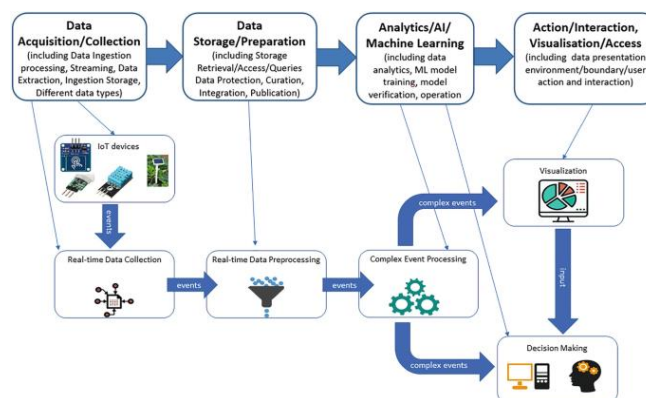 Data
Acquisition/Collection
(including Data Ingestion
processing, Streaming, Data
Extraction, Ingestion Storage,
Different data types)
Data
Storage/Preparation
(including Storage
Retrieval/Access/Queries
Data Protection, Curation,
Integration, Publication)
Analytics/AI/
Machine Learning
(including data
analytics, ML model
training, model
verification, operation
Action/Interaction,
Visualisation/Access
(including data presentation
environment/boundary/user
action and interaction)
IoT devices
events
Visualization
complex events
input
Real-time Data Collection
events
Real-time Data Preprocessing
events
Complex Event Processing
complex events
Decision Making